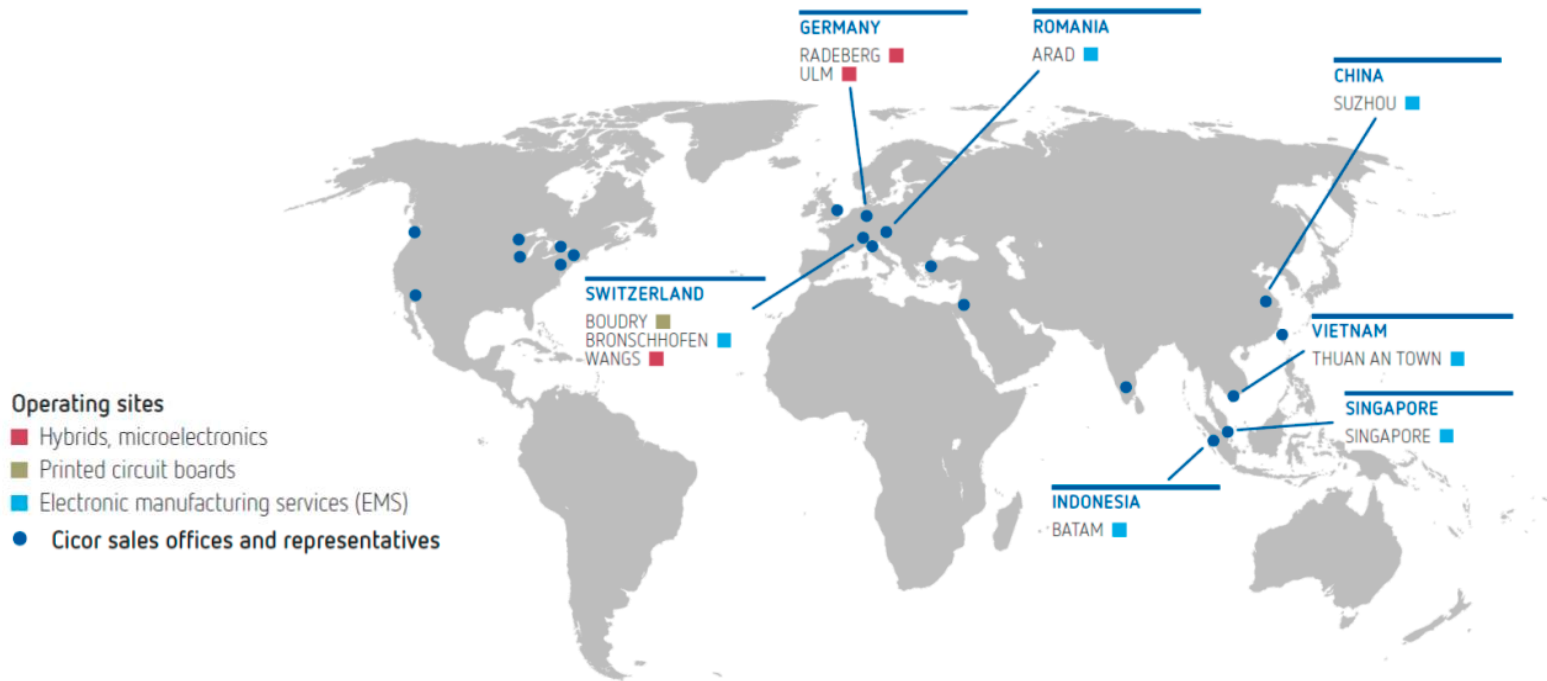 GERMANY
RADEBERG
ULM
ROMANIA
ARAD
CHINA
SUZHOU
SWITZERLAND
BOUDRY
BRONSCHHOFEN
WANGS
VIETNAM
THUAN AN TOWN
SINGAPORE
SINGAPORE
INDONESIA
BATAM
Operating sites
Hybrids, microelectronics
Printed circuit boards
Electronic manufacturing services (EMS)
Cicor sales offices and representatives